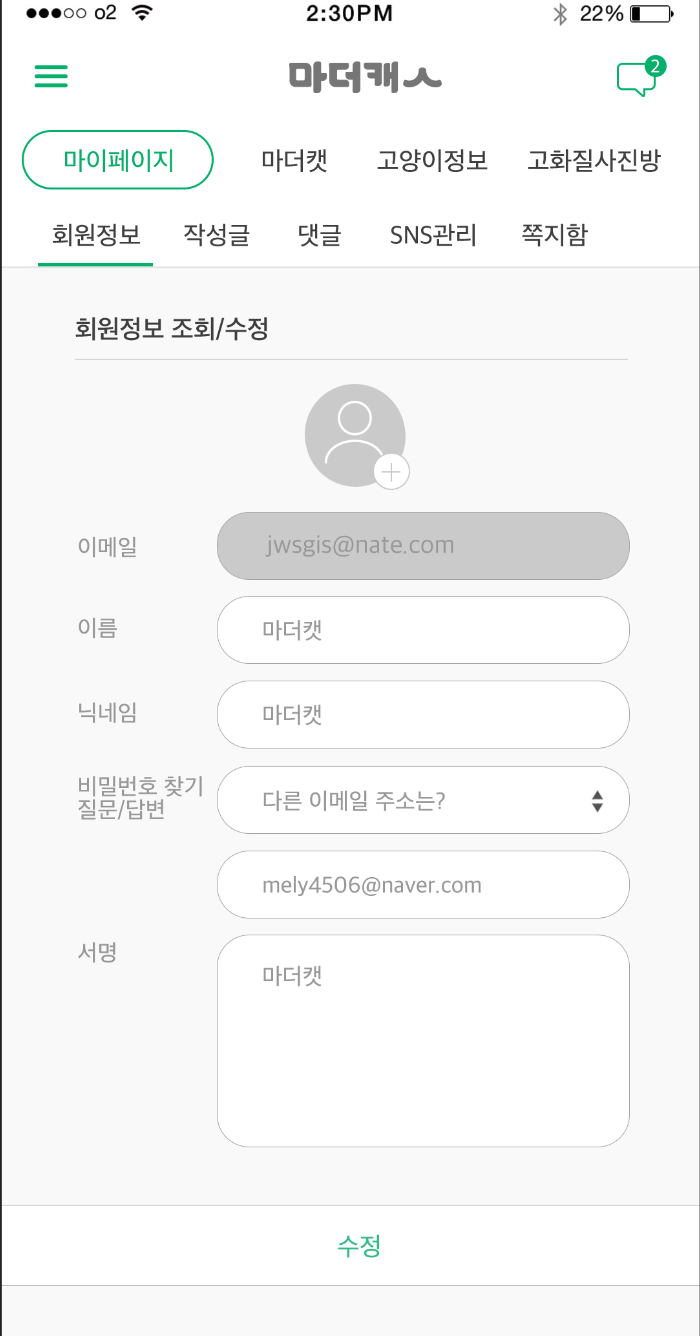 o2 2:30PM 22%
마더캣 2
마이페이지 마더캣 고양이정보 고화질사진방
회원정보 작성글 댓글 SNS관리 쪽지함
회원정보 조회/수정
이메일 jwsgis@nate.com
이름 마더캣
닉네임 마더캣
비밀번호 찾기
질문/답변 다른 이메일 주소는?
mely4506@naver.com
서명 마더캣
수정